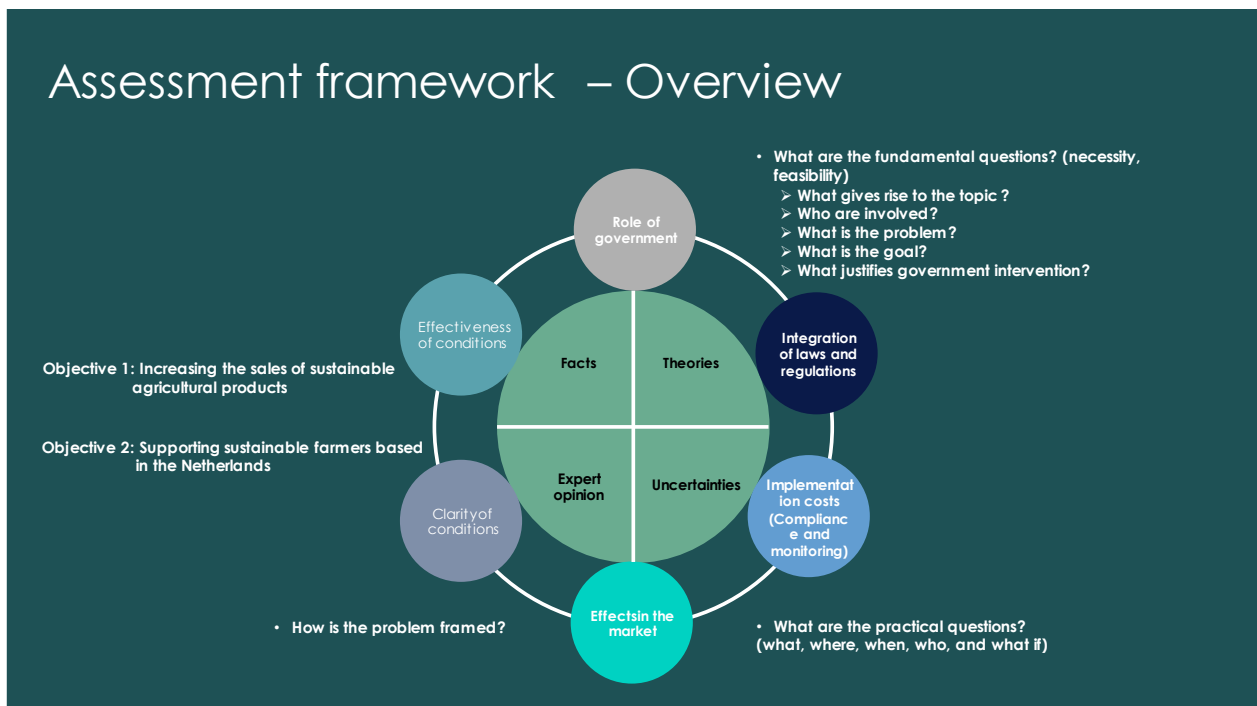 Assessment framework – Overview
• What are the fundamental questions? (necessity,
feasibility)
➢ What gives rise to the topic ?
➢ Who are involved?
➢ What is the problem?
➢ What is the goal?
➢ What justifies government intervention?
Role of
government
Effectiveness
of conditions
Integration
of laws and
regulations
Facts
Theories
Objective 1: Increasing the sales of sustainable
agricultural products
Objective 2: Supporting sustainable farmers based
in the Netherlands
Expert
opinion
Uncertainties
Implementat
ion costs
(Complianc
e and
monitoring)
Clarityof
conditions
Effectsin the
market
• How is the problem framed?
• What are the practical questions?
(what, where, when, who, and what if)